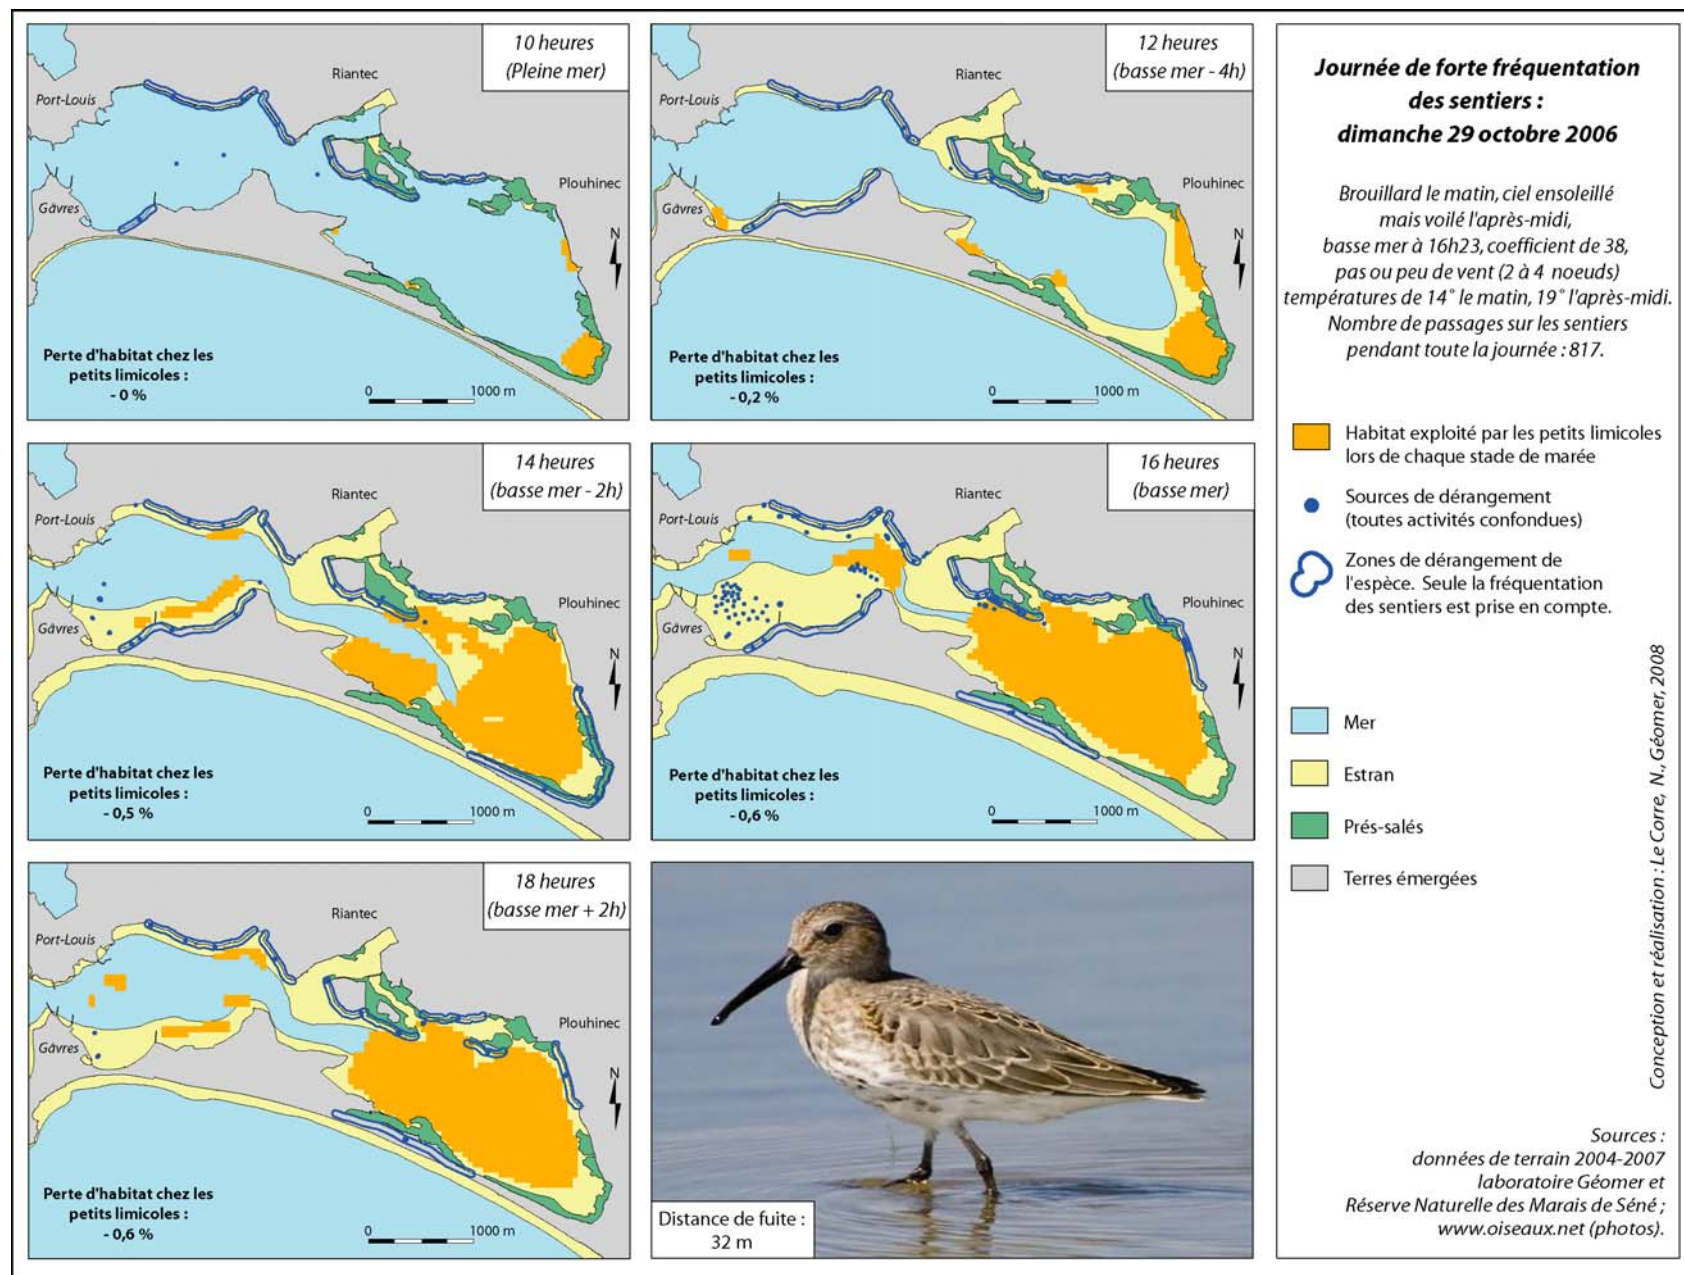 10 heures
(Pleine mer)
Riantec
Port-Louis
Plouhinec
Gâvres
N
Perte d'habitat chez les
petits limicoles :
- 0 %
0 1000 m
12 heures
(basse mer - 4h)
Riantec
Port-Louis
Plouhinec
Gâvres
N
Perte d'habitat chez les
petits limicoles :
- 0,2 %
0 1000 m
14 heures
(basse mer - 2h)
Riantec
Port-Louis
Plouhinec
Gâvres
N
Perte d'habitat chez les
petits limicoles :
- 0,5 %
0 1000 m
16 heures
(basse mer)
Riantec
Port-Louis
Plouhinec
Gâvres
N
Perte d'habitat chez les
petits limicoles :
- 0,6 %
0 1000 m
18 heures
(basse mer + 2h)
Riantec
Port-Louis
Plouhinec
Gâvres
N
Perte d'habitat chez les
petits limicoles :
- 0,6 %
0 1000 m
Distance de fuite :
32 m
Journée de forte fréquentation
des sentiers :
dimanche 29 octobre 2006
Brouillard le matin, ciel ensoleillé
mais voilé l'après-midi,
basse mer à 16h23, coefficient de 38,
pas ou peu de vent (2 à 4 noeuds)
températures de 14° le matin, 19° l'après-midi.
Nombre de passages sur les sentiers
pendant toute la journée : 817.
Habitat exploité par les petits limicoles
lors de chaque stade de marée
Sources de dérangement
(toutes activités confondues)
Zones de dérangement de
l'espèce. Seule la fréquentation
des sentiers est prise en compte.
Mer
Estran
Prés-salés
Terres émergées
Conception et réalisation : Le Corre, N., Géomer, 2008
Sources :
données de terrain 2004-2007
laboratoire Géomer et
Réserve Naturelle des Marais de Séné ;
www.oiseaux.net (photos).